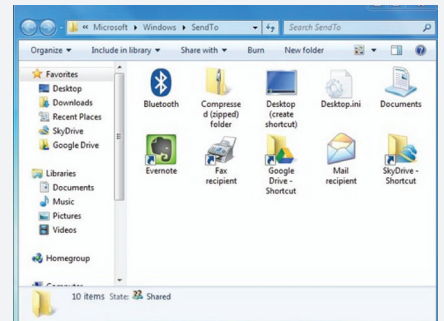 « Microsoft ▸ Windows ▸ SendTo
Search SendTo
Organize ▾ Include in library ▾ Share with ▾ Burn New folder
Favorites
Desktop
Downloads
Recent Places
SkyDrive
Google Drive
Libraries
Documents
Music
Pictures
Videos
Homegroup
Bluetooth
Compresse
d (zipped)
folder
Desktop
(create
shortcut)
Desktop.ini
Documents
Evernote
Fax
recipient
Google
Drive -
Shortcut
Mail
recipient
SkyDrive -
Shortcut
10 items State: Shared